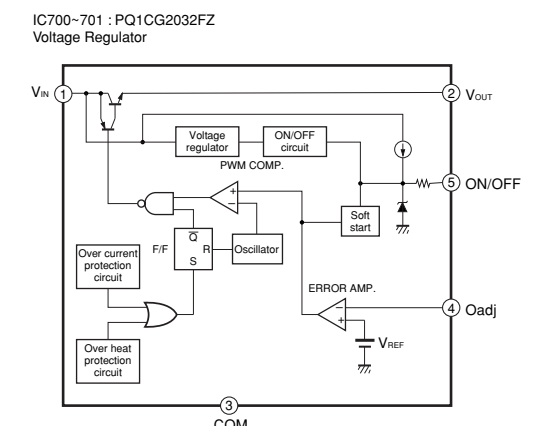 IC700~701 : PQ1CG2032FZ
Voltage Regulator
VIN
1
2
VOUT
Voltage
regulator
ON/OFF
circuit
PWM COMP.
5
ON/OFF
+
−
Soft
start
Q
F/F
R
S
Oscillator
Over current
protection
circuit
ERROR AMP.
−
+
4
Oadj
VREF
Over heat
protection
circuit
3
COM